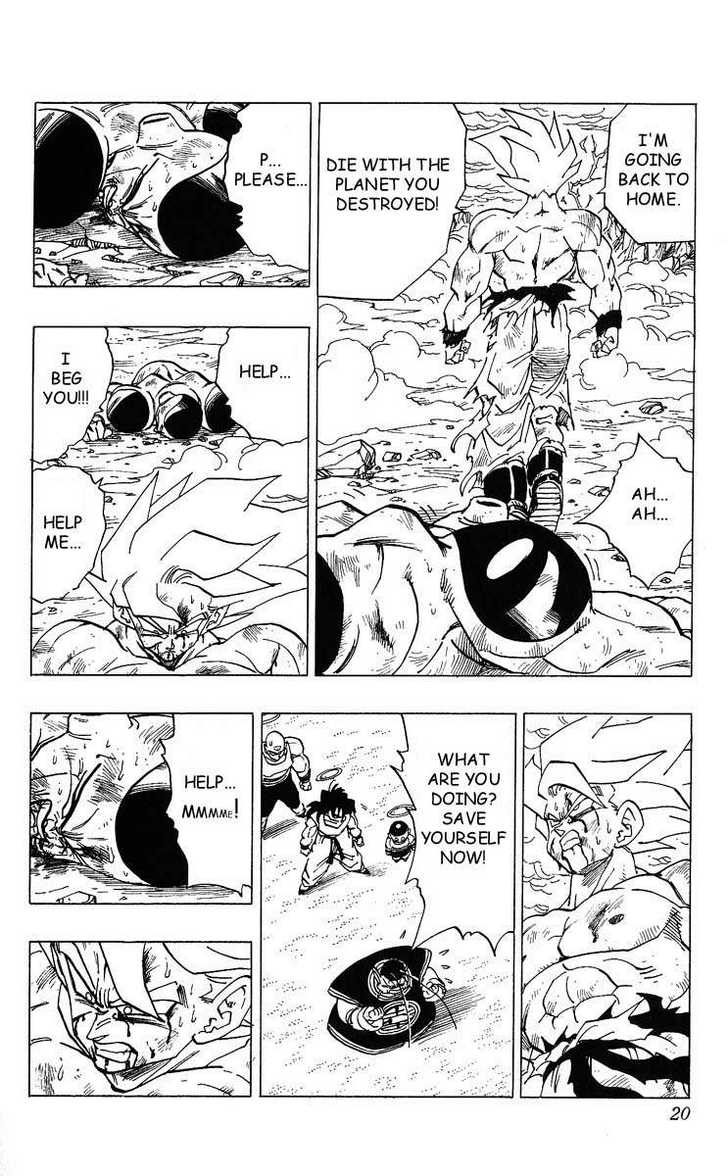 I'M
GOING
BACK TO
HOME.
DIE WITH THE
PLANET YOU
DESTROYED!
AH...
AH...
P...
PLEASE...
HELP...
I
BEG
YOU!!!
HELP
ME...
WHAT
ARE YOU
DOING?
SAVE
YOURSELF
NOW!
HELP...
MMMME!
20